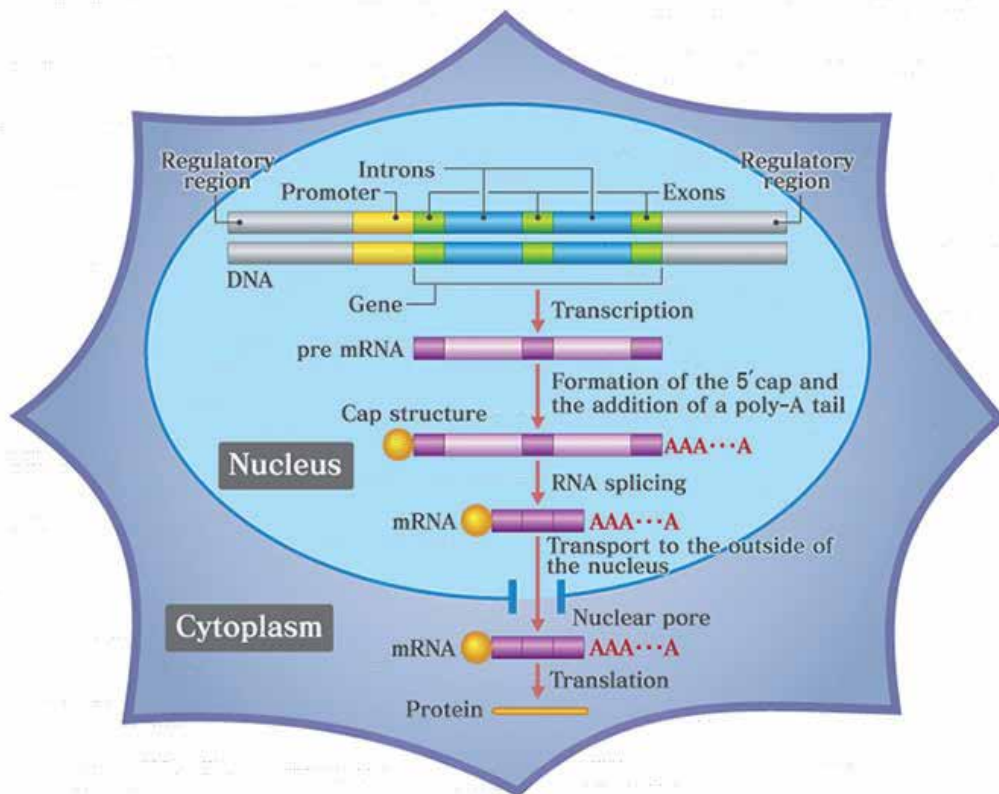 Regulatory
region
Introns
Promoter
Exons
Regulatory
region
DNA
Gene
Transcription
pre mRNA
Formation of the 5′cap and
the addition of a poly-A tail
Cap structure
AAA···A
Nucleus
RNA splicing
mRNA
AAA···A
Transport to the outside of
the nucleus
Cytoplasm
Nuclear pore
mRNA
AAA···A
Translation
Protein